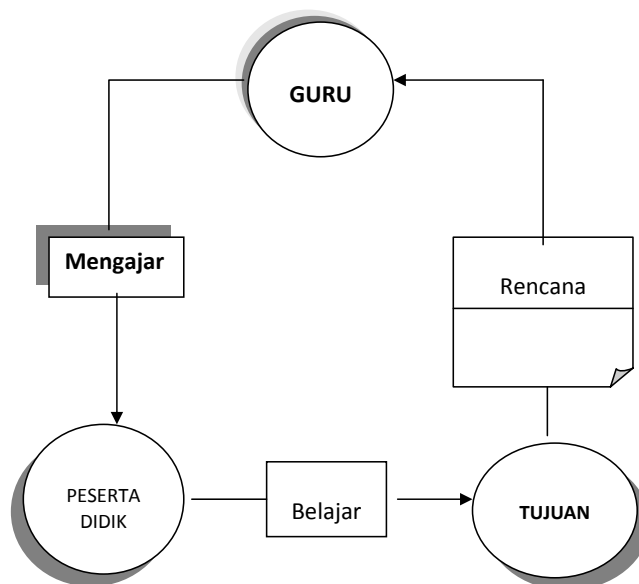 GURU
Mengajar
Rencana
PESERTA
DIDIK
Belajar
TUJUAN